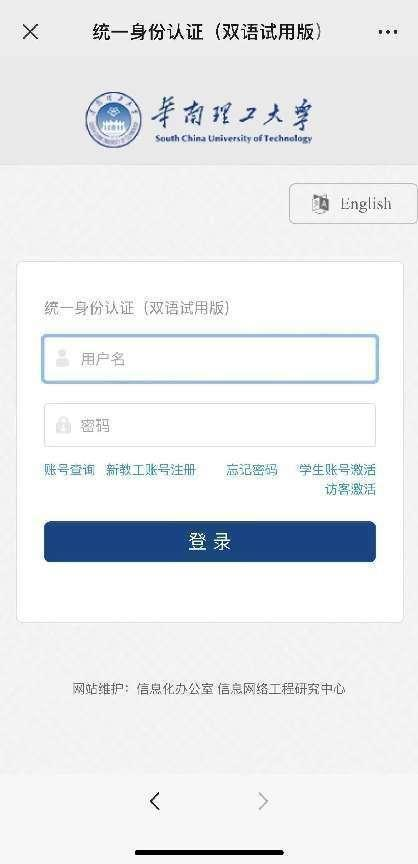 统一身份认证（双语试用版）
华南理工大学
South China University of Technology
English
统一身份认证（双语试用版）
用户名
密码
账号查询 新教工账号注册 忘记密码 学生账号激活
访客激活
登 录
网站维护：信息化办公室 信息网络工程研究中心